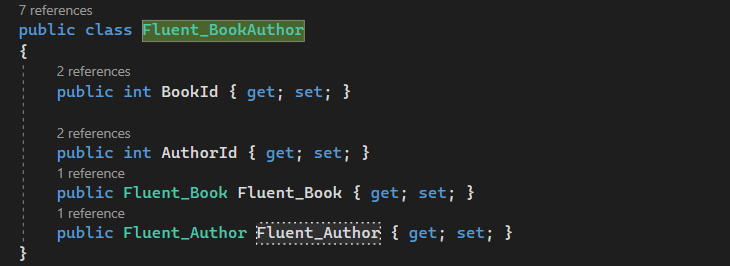 7 references
public class Fluent_BookAuthor
{
2 references
public int BookId { get; set; }
2 references
public int AuthorId { get; set; }
1 reference
public Fluent_Book Fluent_Book { get; set; }
1 reference
public Fluent_Author Fluent_Author { get; set; }
}